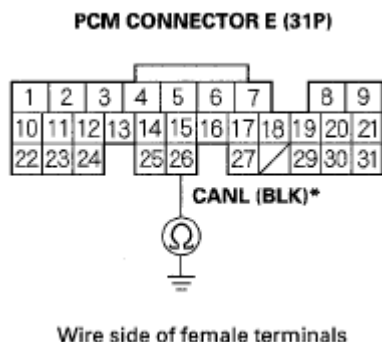 PCM CONNECTOR E (31P)
1 2 3 4 5 6 7 8 9
10 11 12 13 14 15 16 17 18 19 20 21
22 23 24 25 26 27 29 30 31
CANL (BLK)*
Ω
Wire side of female terminals